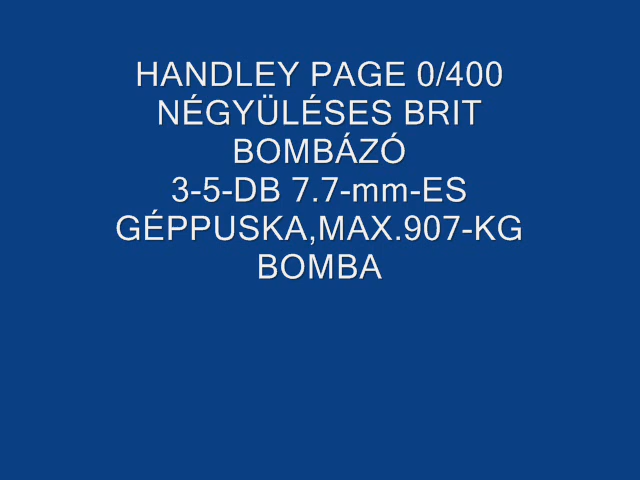 HANDLEY PAGE 0/400
NÉGYÜLÉSES BRIT
BOMBÁZÓ
3-5-DB 7.7-mm-ES
GÉPPUSKA,MAX.907-KG
BOMBA